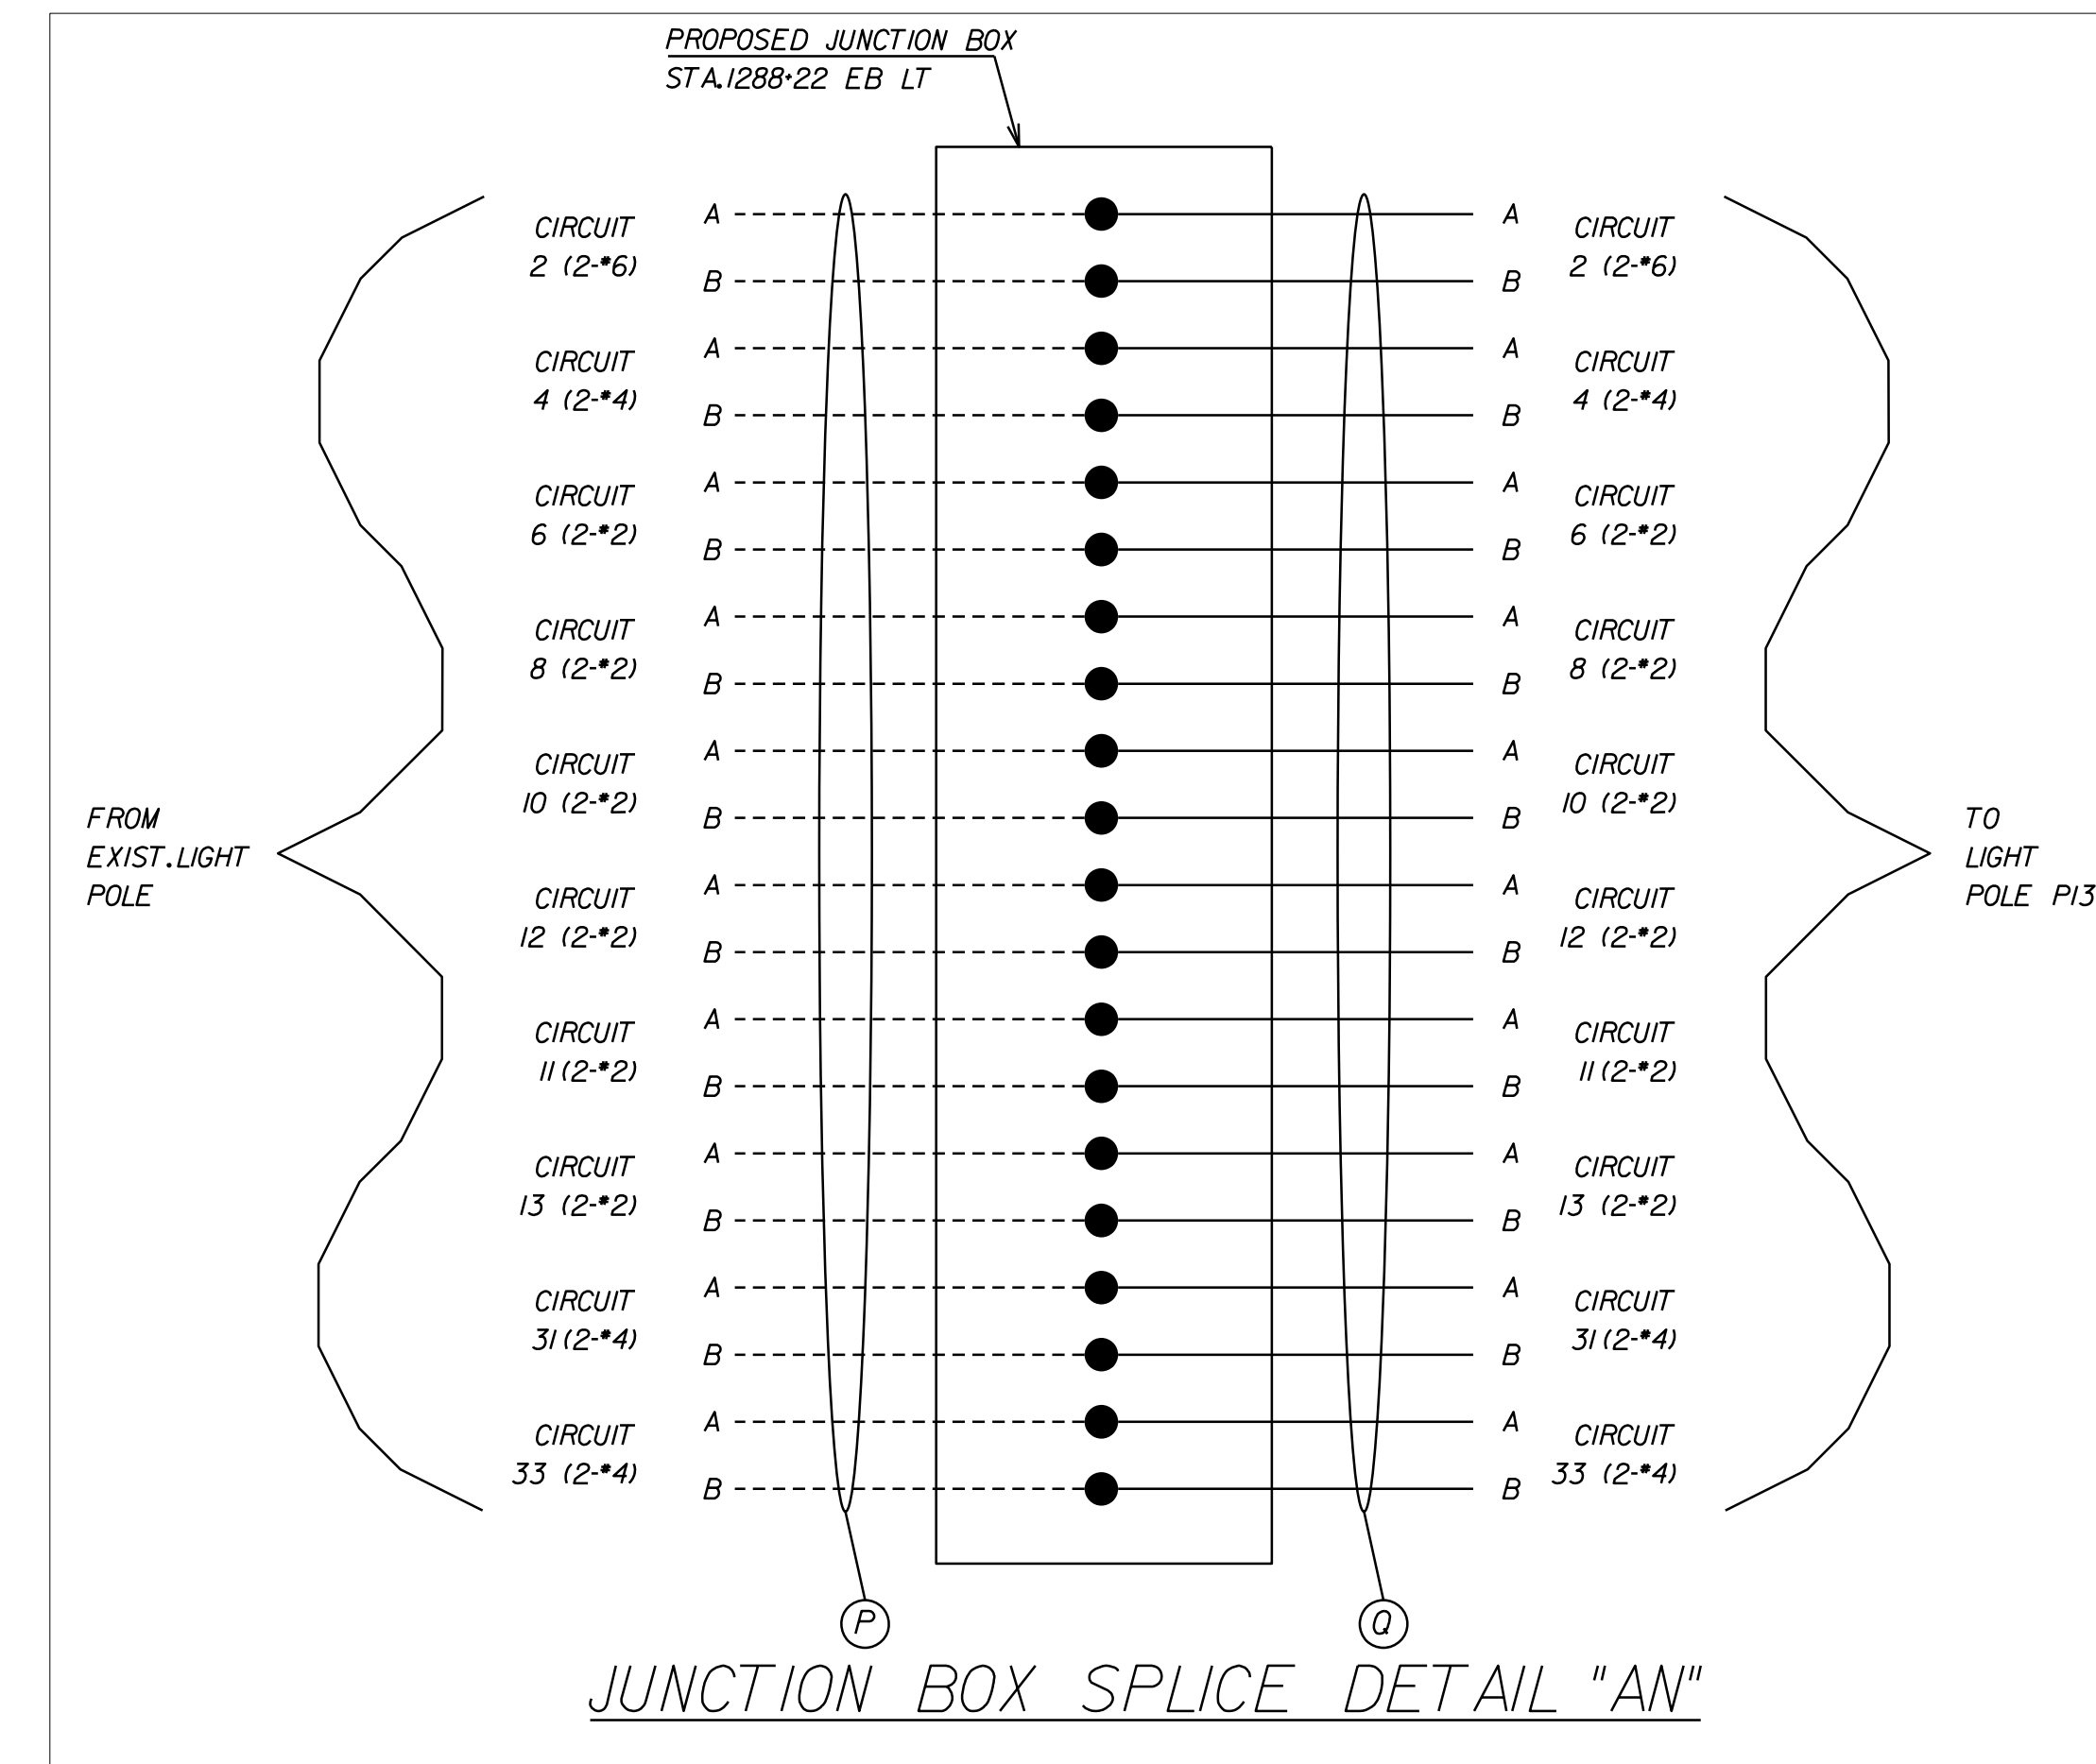 PROPOSED JUNCTION BOX
STA.1288+22 EB LT
CIRCUIT
2 (2-#6)
A
B
A
B
CIRCUIT
2 (2-#6)
CIRCUIT
4 (2-#4)
A
B
A
B
CIRCUIT
4 (2-#4)
CIRCUIT
6 (2-#2)
A
B
A
B
CIRCUIT
6 (2-#2)
CIRCUIT
8 (2-#2)
A
B
A
B
CIRCUIT
8 (2-#2)
CIRCUIT
10 (2-#2)
A
B
A
B
CIRCUIT
10 (2-#2)
FROM
EXIST.LIGHT
POLE
TO
LIGHT
POLE P13
CIRCUIT
12 (2-#2)
A
B
A
B
CIRCUIT
12 (2-#2)
CIRCUIT
11 (2-#2)
A
B
A
B
CIRCUIT
11 (2-#2)
CIRCUIT
13 (2-#2)
A
B
A
B
CIRCUIT
13 (2-#2)
CIRCUIT
31 (2-#4)
A
B
A
B
CIRCUIT
31 (2-#4)
CIRCUIT
33 (2-#4)
A
B
A
B
CIRCUIT
33 (2-#4)
P
Q
JUNCTION BOX SPLICE DETAIL "AN"